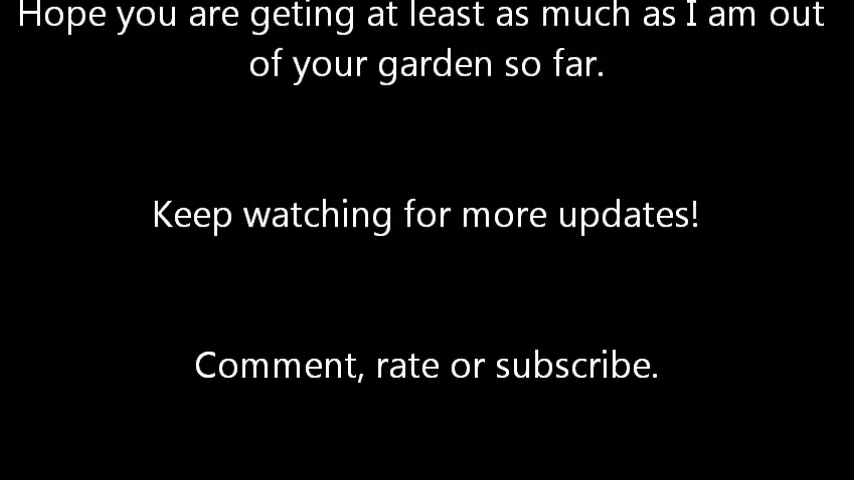 Hope you are geting at least as much as I am out
of your garden so far.
Keep watching for more updates!
Comment, rate or subscribe.